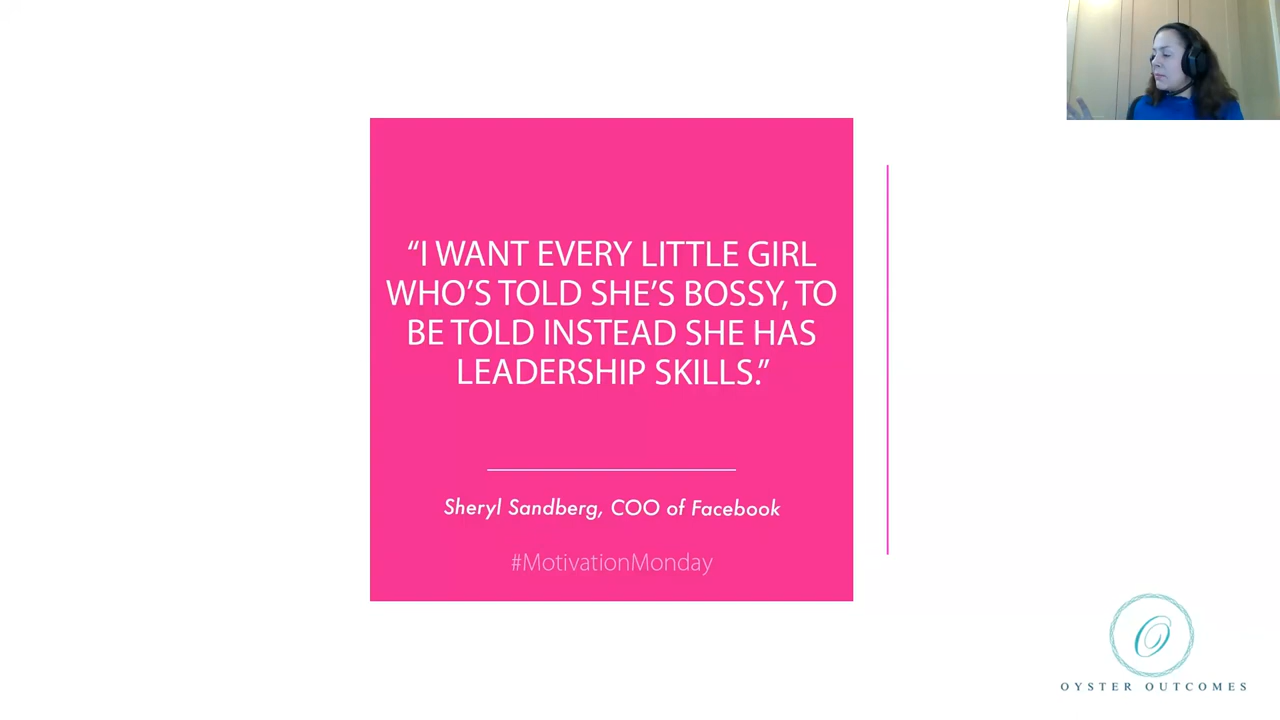 “I WANT EVERY LITTLE GIRL
WHO’S TOLD SHE’S BOSSY, TO
BE TOLD INSTEAD SHE HAS
LEADERSHIP SKILLS.”
Sheryl Sandberg, COO of Facebook
#MotivationMonday
O
OYSTER OUTCOMES